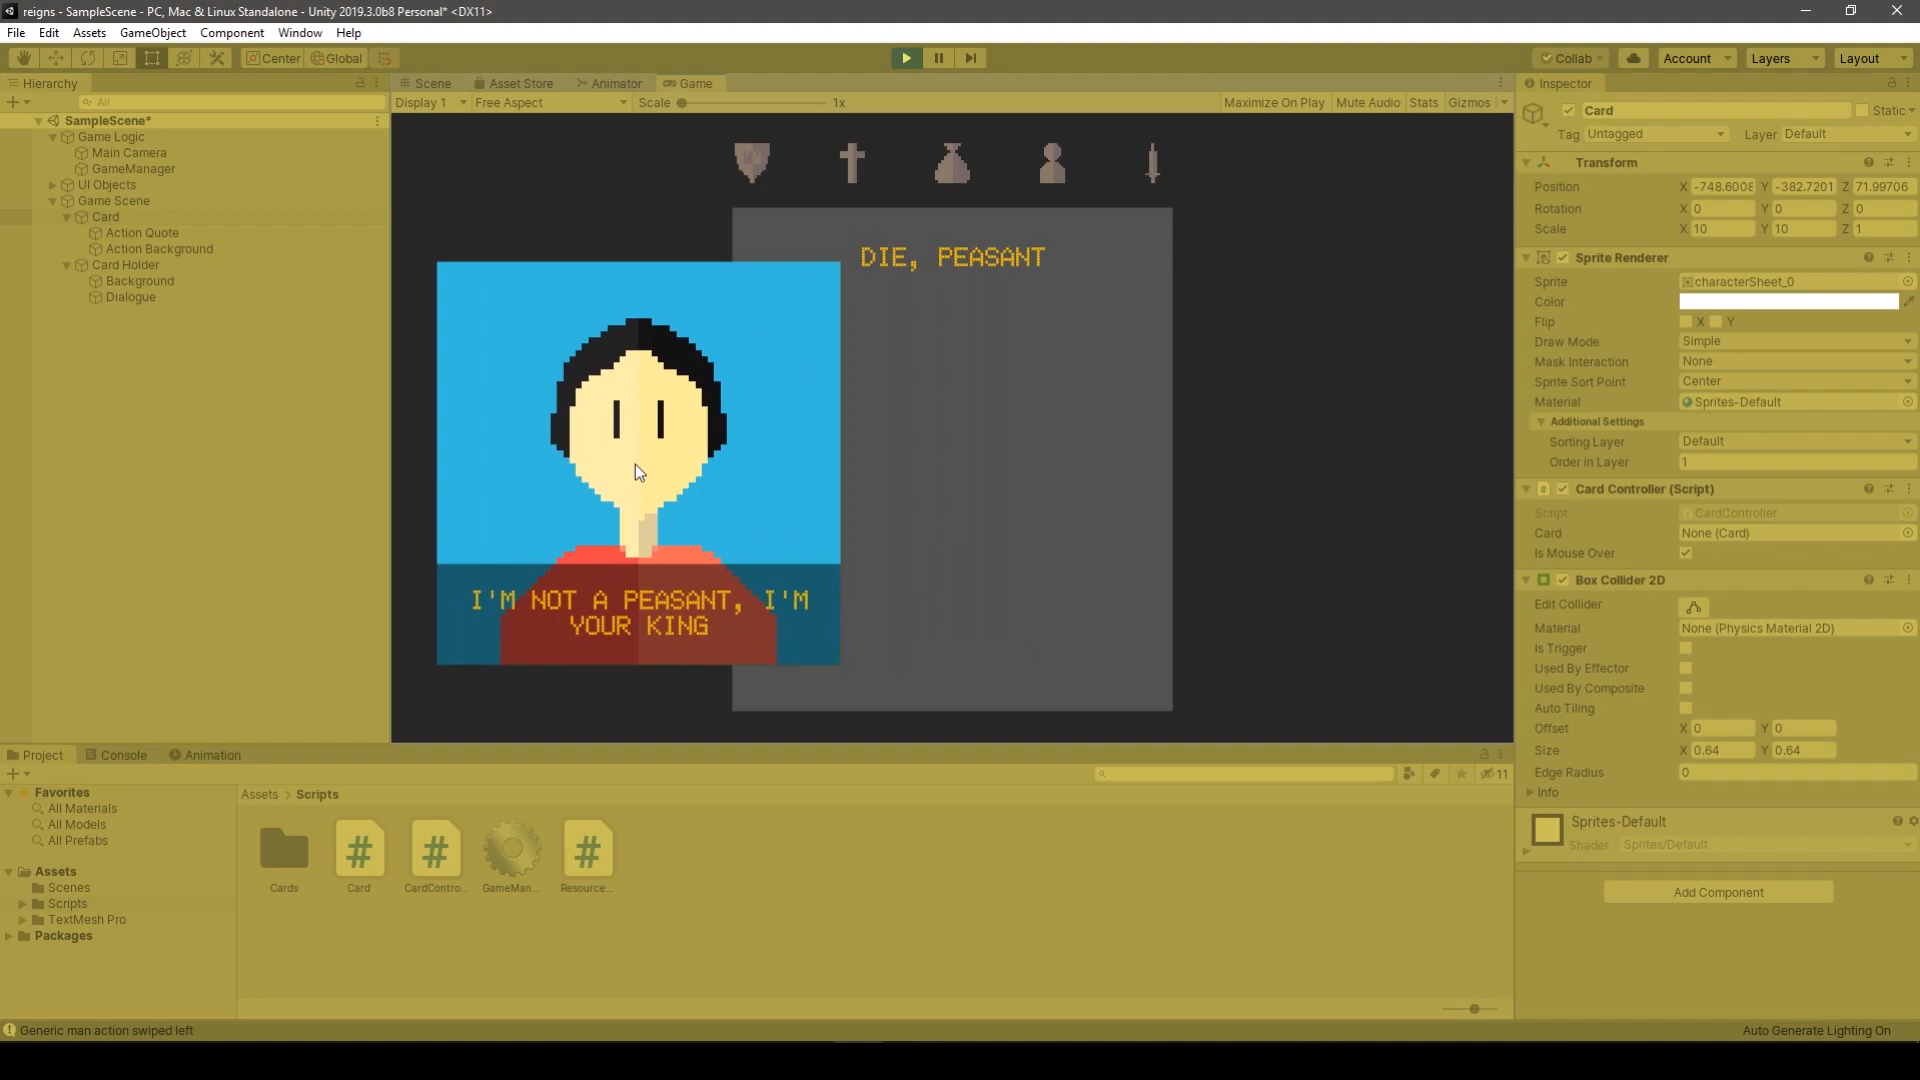 reigns - SampleScene - PC, Mac & Linux Standalone - Unity 2019.3.0b8 Personal* <DX11>
File Edit Assets GameObject Component Window Help
Center Global Collab Account Layers Layout
Hierarchy
All
SampleScene*
Game Logic
Main Camera
GameManager
UI Objects
Game Scene
Card
Action Quote
Action Background
Card Holder
Background
Dialogue
Scene Asset Store Animator Game
Display 1 Free Aspect Scale 1x Maximize On Play Mute Audio Stats Gizmos
DIE, PEASANT
I'M NOT A PEASANT, I'M
YOUR KING
Inspector
Card Static
Tag Untagged Layer Default
Transform
Position X -748.6008 Y -382.7201 Z 71.99706
Rotation X 0 Y 0 Z 0
Scale X 10 Y 10 Z 1
Sprite Renderer
Sprite characterSheet_0
Color
Flip X Y
Draw Mode Simple
Mask Interaction None
Sprite Sort Point Center
Material Sprites-Default
Additional Settings
Sorting Layer Default
Order in Layer 1
# Card Controller (Script)
Script CardController
Card None (Card)
Is Mouse Over
Box Collider 2D
Edit Collider
Material None (Physics Material 2D)
Is Trigger
Used By Effector
Used By Composite
Auto Tiling
Offset X 0 Y 0
Size X 0.64 Y 0.64
Edge Radius 0
Info
Sprites-Default
Shader Sprites/Default
Add Component
Project Console Animation
11
Favorites
All Materials
All Models
All Prefabs
Assets
Scenes
Scripts
TextMesh Pro
Packages
Assets > Scripts
# # #
Cards Card CardContro... GameMan... Resource...
Generic man action swiped left
Auto Generate Lighting On